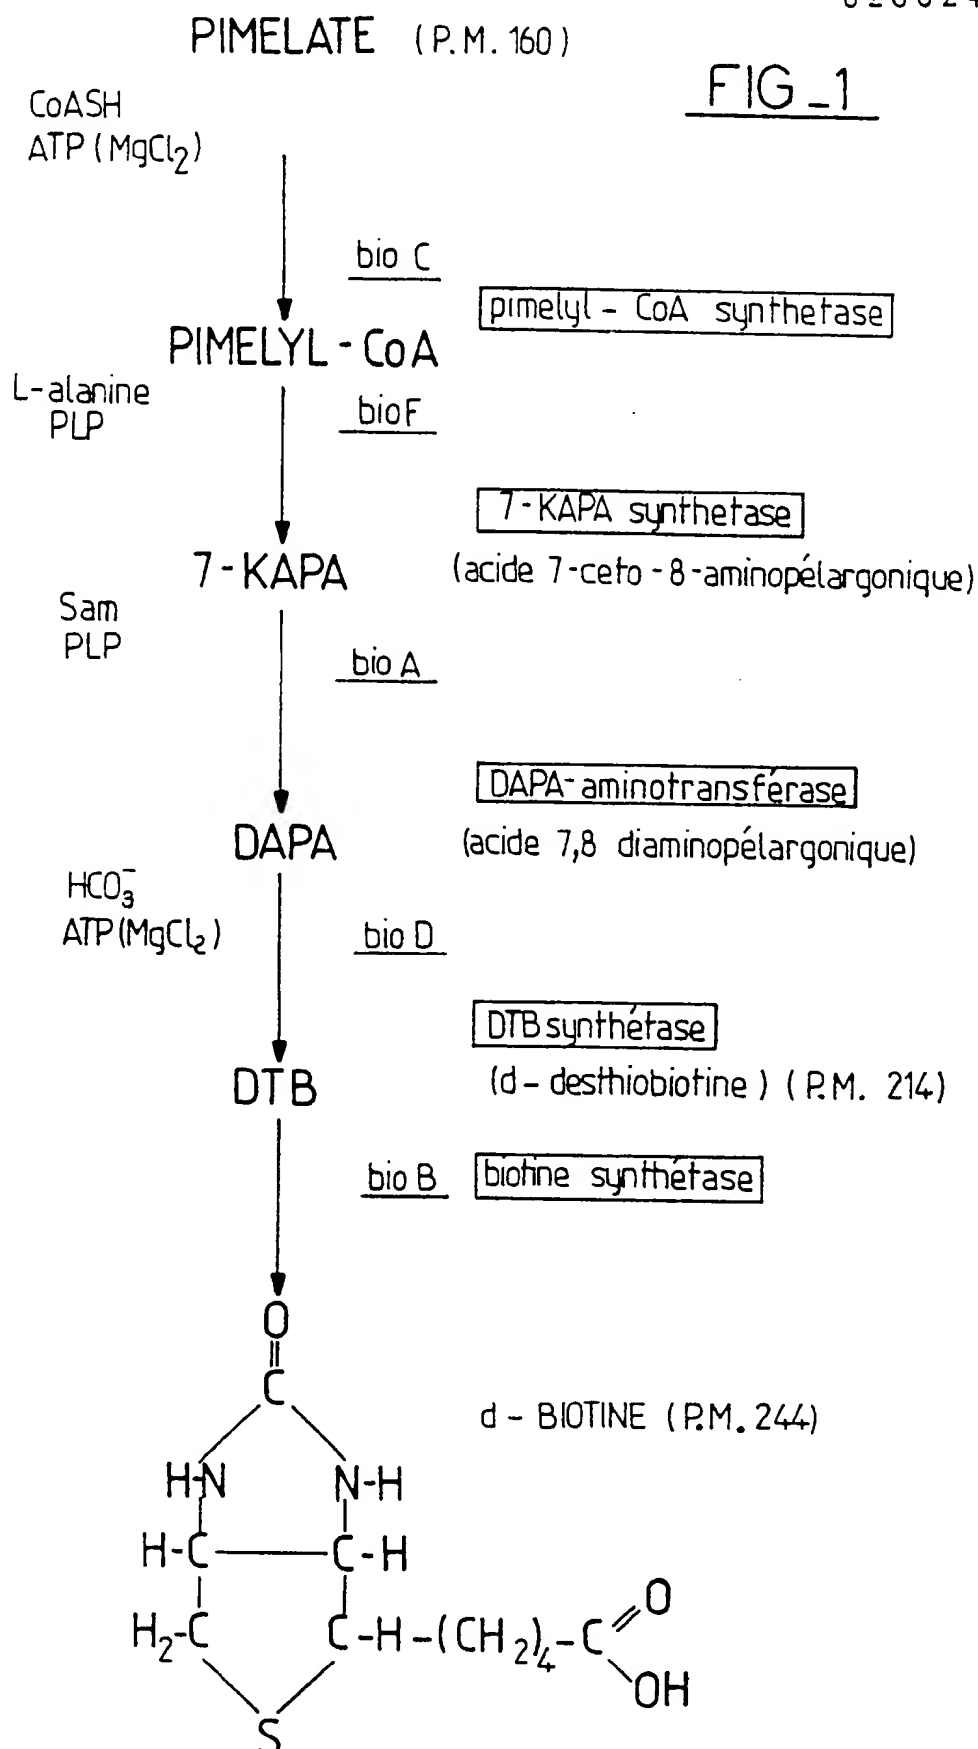 PIMELATE (P.M. 160)
FIG_1
CoASH
ATP (MgCl₂)
bio C
pimelyl - CoA synthetase
PIMELYL - CoA
L-alanine
PLP
bioF
7-KAPA synthetase
7-KAPA (acide 7-ceto-8-aminopélargonique)
Sam
PLP
bio A
DAPA-aminotransférase
DAPA (acide 7,8 diaminopélargonique)
HCO₃⁻
ATP(MgCl₂)
bio D
DTB synthétase
DTB (d-desthiobiotine) (P.M. 214)
bio B biotine synthétase
O
C
d - BIOTINE (P.M. 244)
H-N N-H
H-C C-H
O
H₂-C C-H-(CH₂)₄-C
OH
S